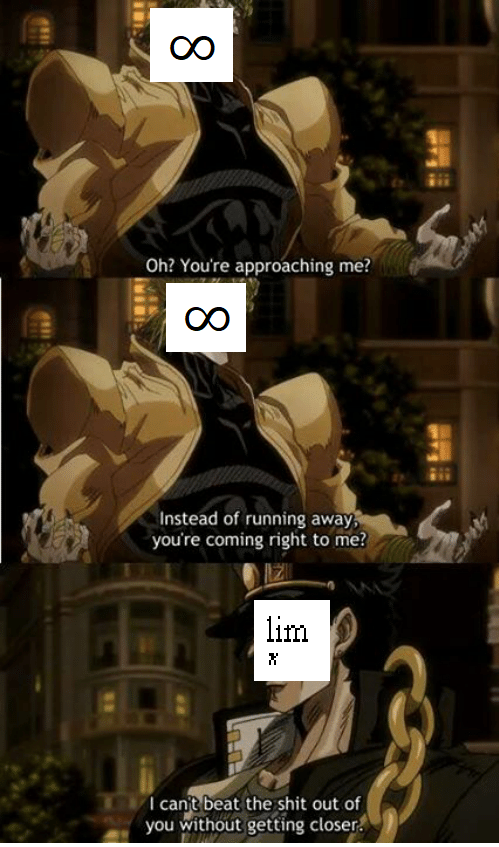 ∞
Oh? You're approaching me?
∞
Instead of running away,
you're coming right to me?
lim
x
I can't beat the shit out of
you without getting closer.